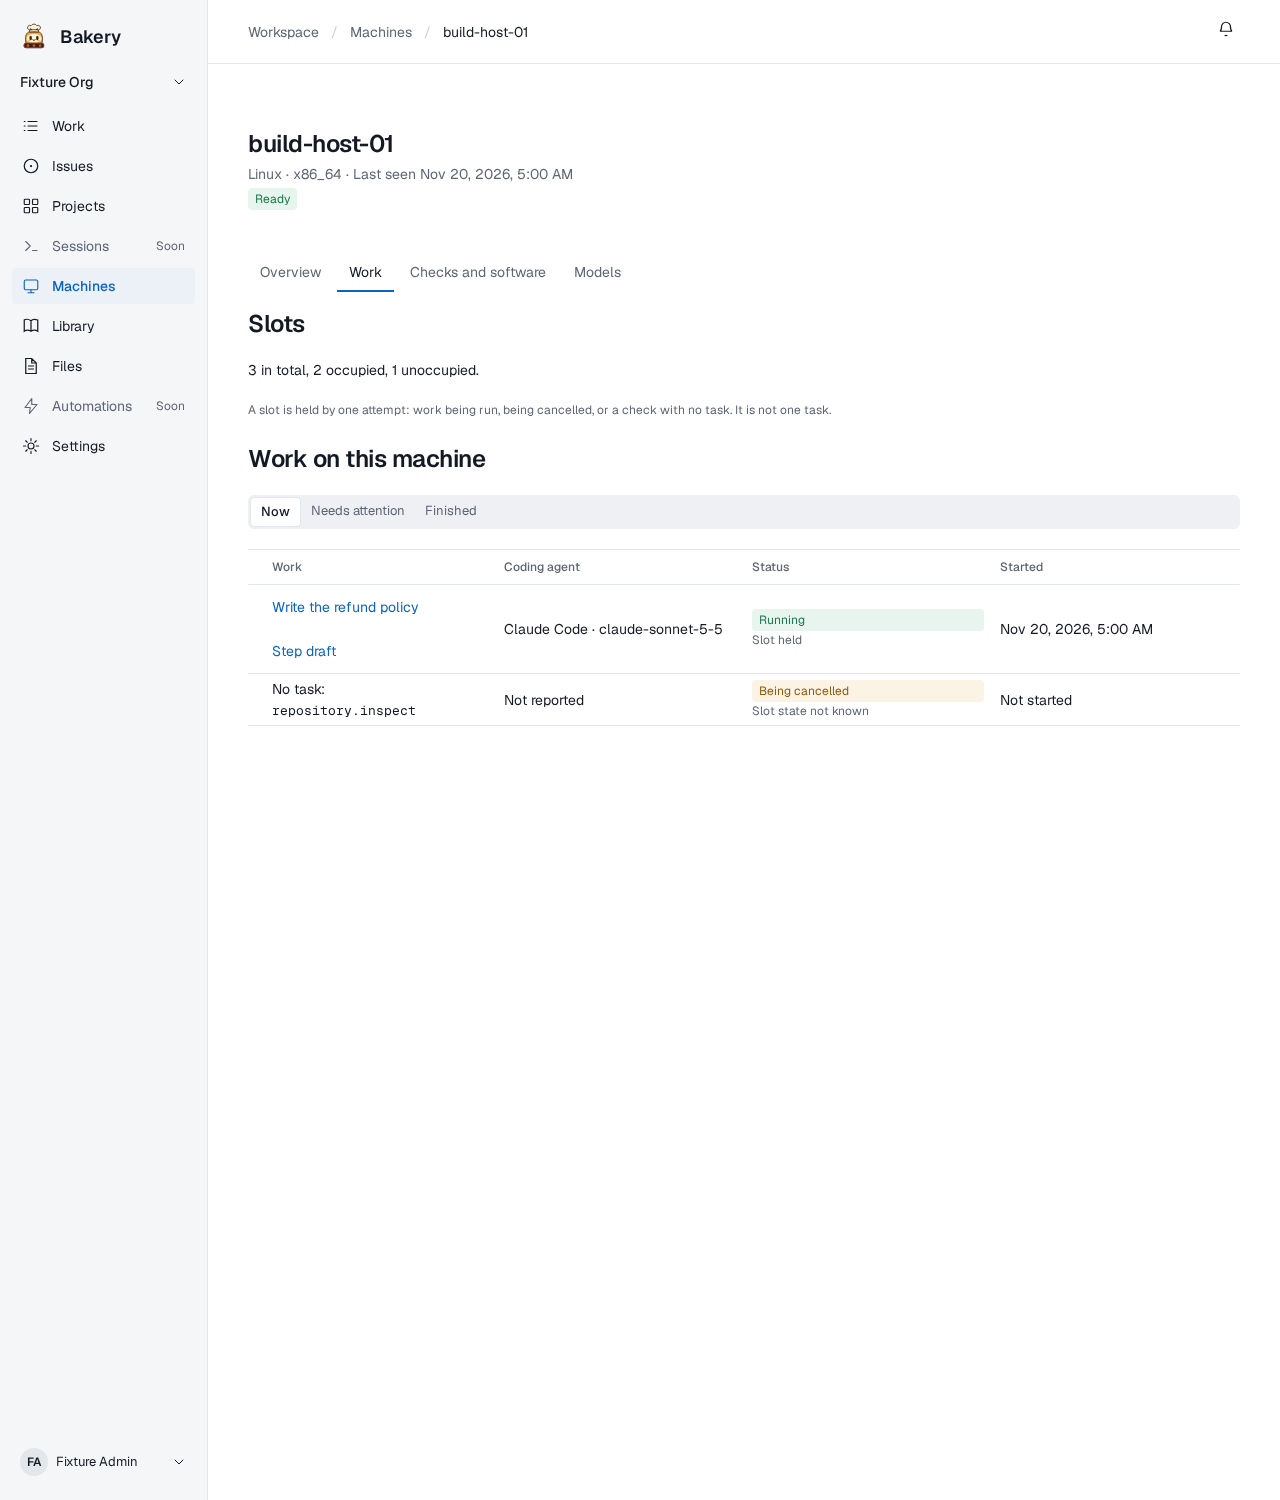 Bakery
Fixture Org
Work
Issues
Projects
Sessions Soon
Machines
Library
Files
Automations Soon
Settings
FA Fixture Admin
Workspace / Machines / build-host-01
build-host-01
Linux · x86_64 · Last seen Nov 20, 2026, 5:00 AM
Ready
Overview Work Checks and software Models
Slots
3 in total, 2 occupied, 1 unoccupied.
A slot is held by one attempt: work being run, being cancelled, or a check with no task. It is not one task.
Work on this machine
Now Needs attention Finished
Work Coding agent Status Started
Write the refund policy
Step draft
Claude Code · claude-sonnet-5-5
Running
Slot held
Nov 20, 2026, 5:00 AM
No task:
repository.inspect
Not reported
Being cancelled
Slot state not known
Not started